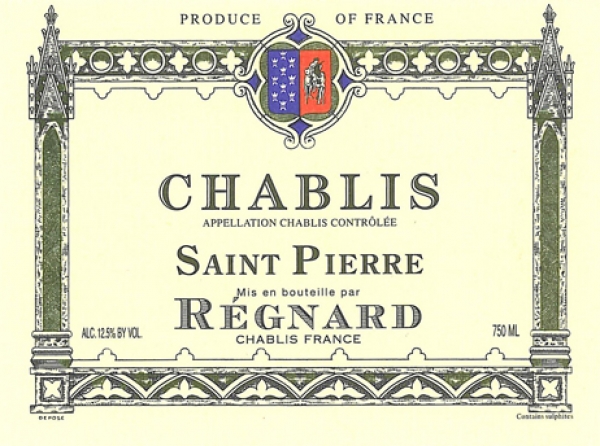 PRODUCE OF FRANCE
CHABLIS
APPELLATION CHABLIS CONTRÔLÉE
SAINT PIERRE
Mis en bouteille par
RÉGNARD
CHABLIS FRANCE
ALC. 12.5% BY VOL.
750 ML
DEPOSE
Contains sulphites